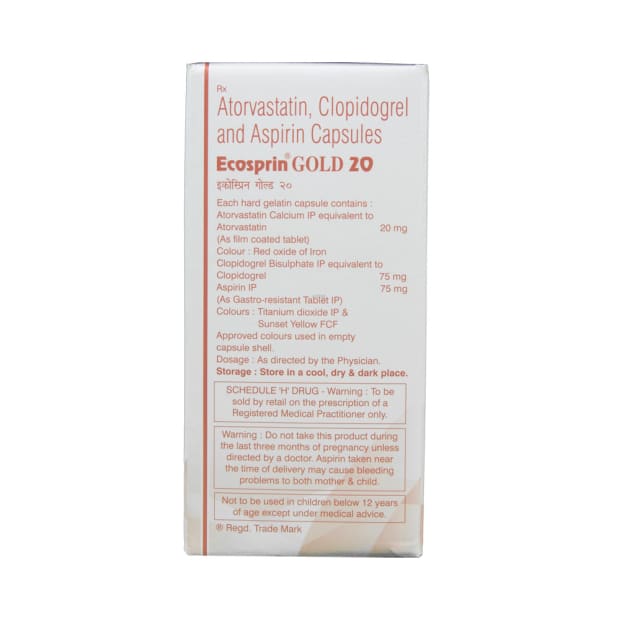 Rx
Atorvastatin, Clopidogrel
and Aspirin Capsules
Ecosprin® GOLD 20
इकोस्प्रिन गोल्ड २०
Each hard gelatin capsule contains :
Atorvastatin Calcium IP equivalent to
Atorvastatin 20 mg
(As film coated tablet)
Colour : Red oxide of Iron
Clopidogrel Bisulphate IP equivalent to
Clopidogrel 75 mg
Aspirin IP 75 mg
(As Gastro-resistant Tablet IP)
Colours : Titanium dioxide IP &
Sunset Yellow FCF
Approved colours used in empty
capsule shell.
Dosage : As directed by the Physician.
Storage : Store in a cool, dry & dark place.
SCHEDULE 'H' DRUG - Warning : To be
sold by retail on the prescription of a
Registered Medical Practitioner only.
Warning : Do not take this product during
the last three months of pregnancy unless
directed by a doctor. Aspirin taken near
the time of delivery may cause bleeding
problems to both mother & child.
Not to be used in children below 12 years
of age except under medical advice.
® Regd. Trade Mark